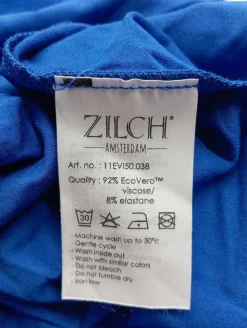 ZILCH®
AMSTERDAM
Art. no. : 11EVI50.038
Quality : 92% EcoVero™
viscose/
8% elastane
30
- Machine wash up to 30°c
- Gentle cycle
- Wash inside out
- Wash with similar colors
- Do not bleach.
- Do not tumble dry
- Iron low